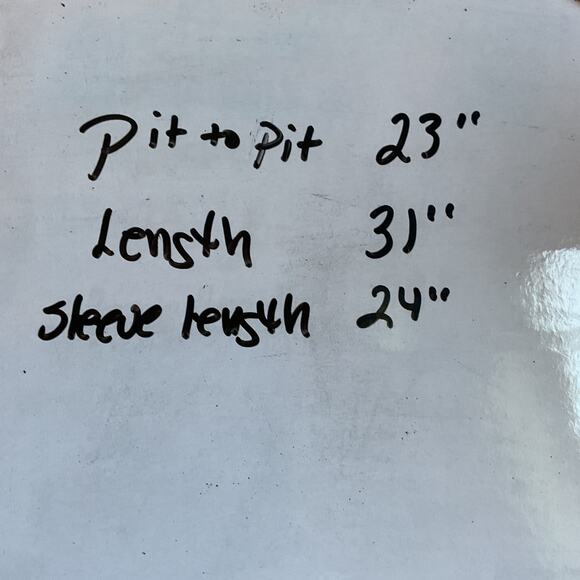 Pit to Pit 23"
Length 31"
Sleeve Length 24"